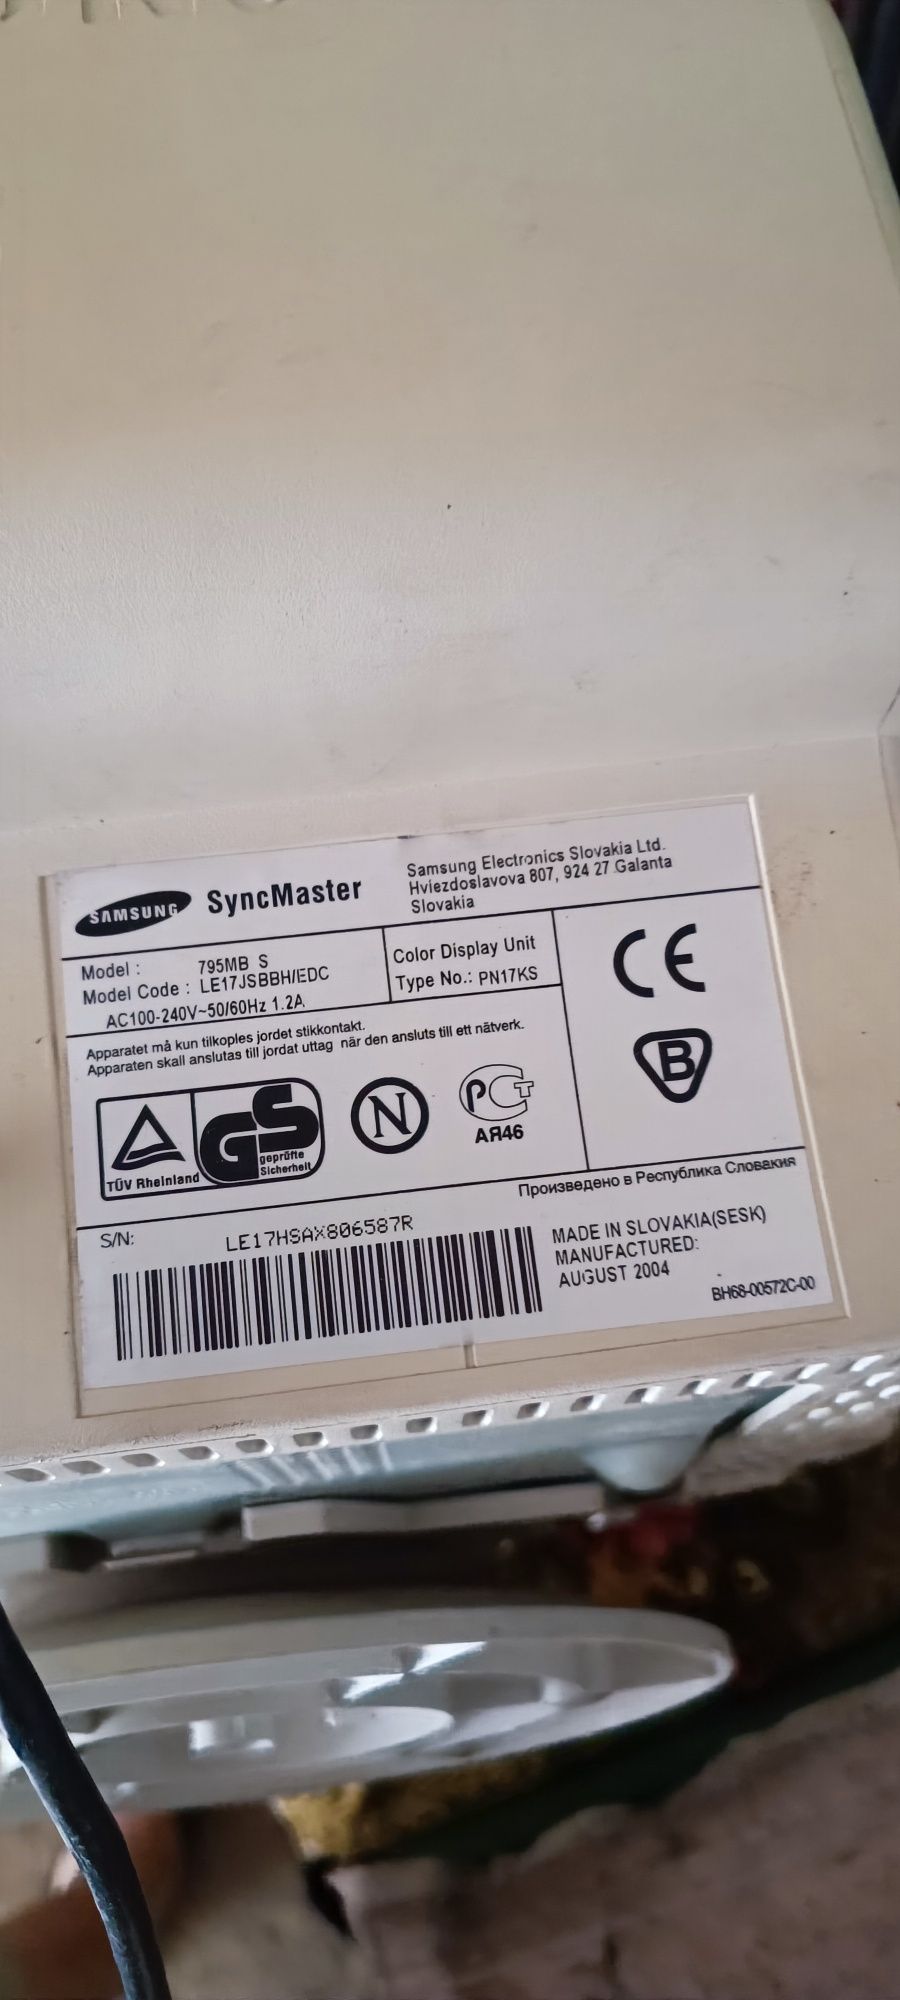 SAMSUNG
SyncMaster
Samsung Electronics Slovakia Ltd.
Hviezdoslavova 807, 924 27 Galanta
Slovakia
Model : 795MB S
Model Code : LE17JSBBH/EDC
AC100-240V~50/60Hz 1.2A
Color Display Unit
Type No.: PN17KS
CE
Apparatet må kun tilkoples jordet stikkontakt.
Apparaten skall anslutas till jordat uttag när den ansluts till ett nätverk.
TÜV Rheinland
GS
geprüfte
Sicherheit
N
РСТ
АЯ46
B
Произведено в Республика Словакия
S/N: LE17HSAX806587R
MADE IN SLOVAKIA(SESK)
MANUFACTURED:
AUGUST 2004
BH68-00572C-00